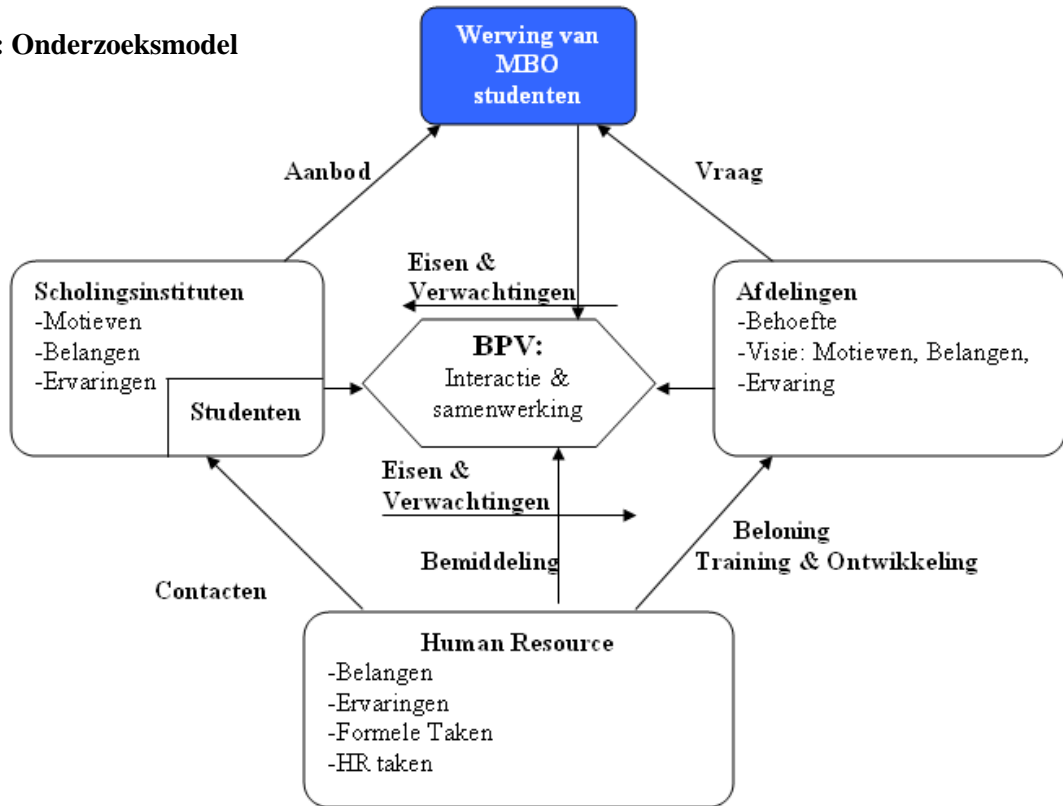 : Onderzoeksmodel
Werving van
MBO
studenten
Aanbod
Vraag
Eisen &
Verwachtingen
Scholingsinstituten
-Motieven
-Belangen
-Ervaringen
Studenten
BPV:
Interactie &
samenwerking
Afdelingen
-Behoefte
-Visie: Motieven, Belangen,
-Ervaring
Eisen &
Verwachtingen
Bemiddeling
Beloning
Training & Ontwikkeling
Contacten
Human Resource
-Belangen
-Ervaringen
-Formele Taken
-HR taken